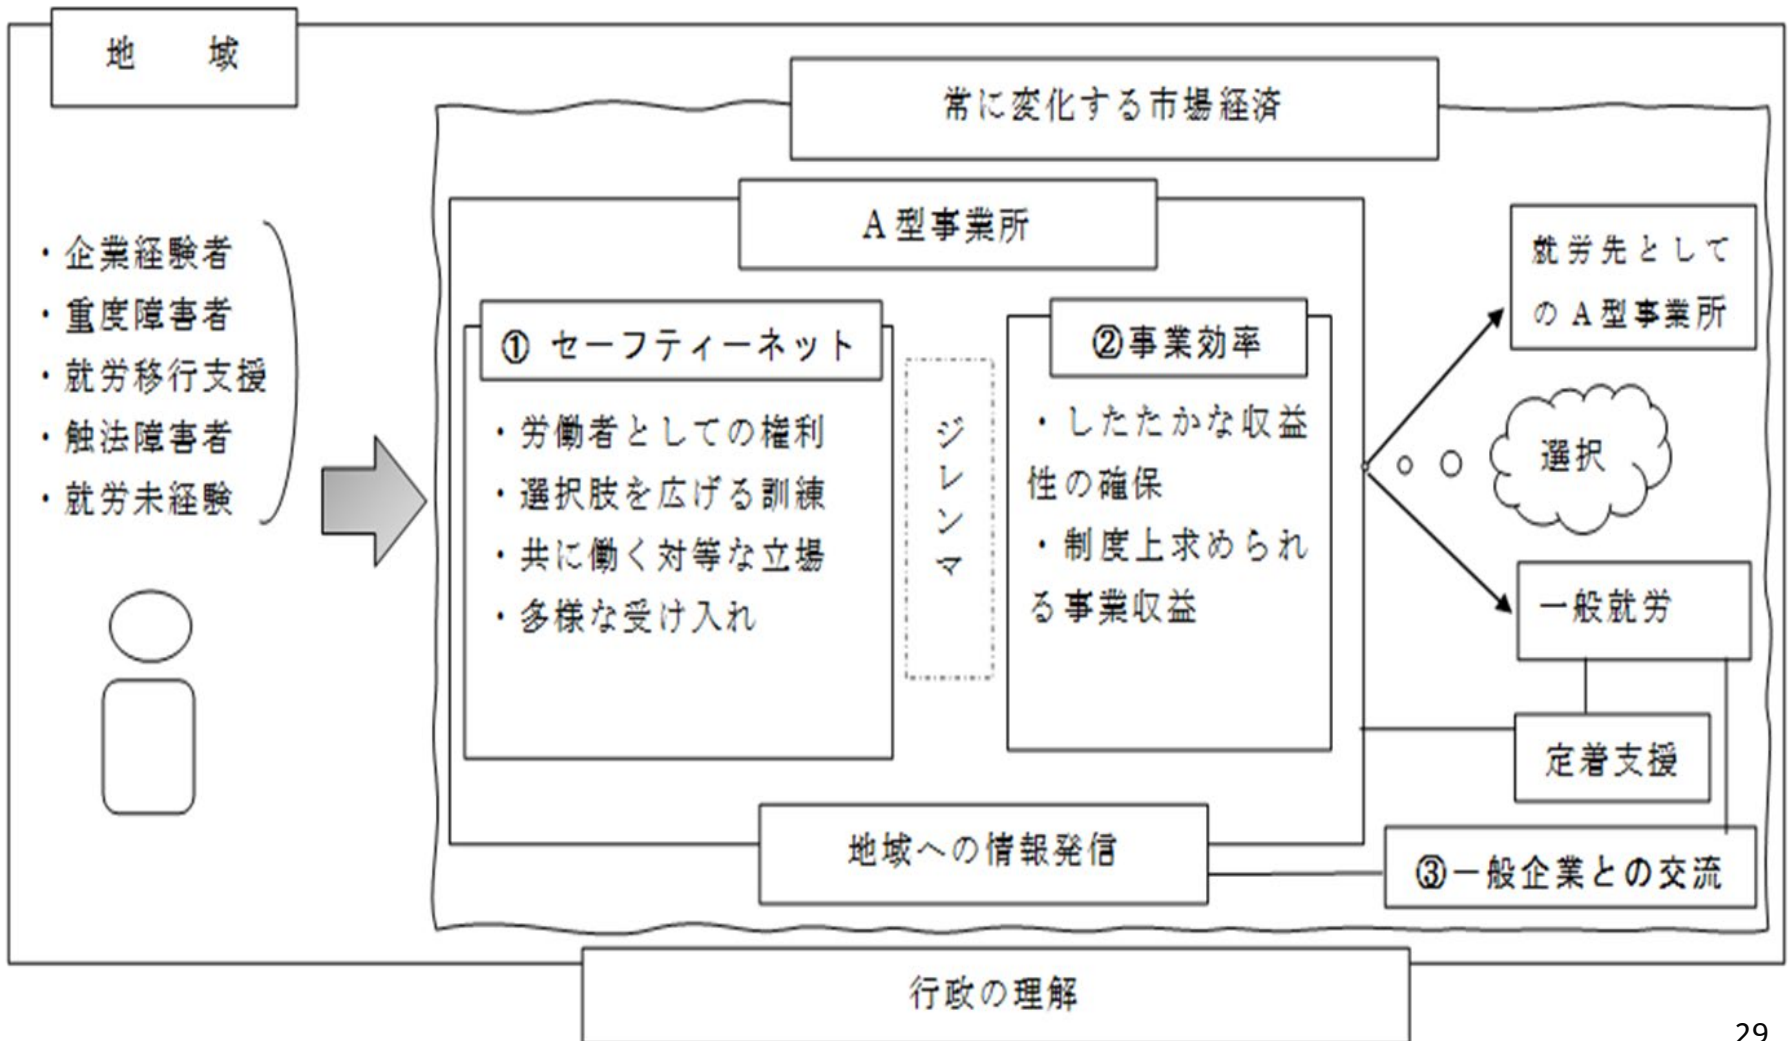 地　域
常に変化する市場経済
・企業経験者
・重度障害者
・就労移行支援
・触法障害者
・就労未経験
A型事業所
① セーフティーネット
・労働者としての権利
・選択肢を広げる訓練
・共に働く対等な立場
・多様な受け入れ
ジレンマ
②事業効率
・したたかな収益
性の確保
・制度上求められ
る事業収益
就労先として
のA型事業所
選択
一般就労
定着支援
地域への情報発信
③一般企業との交流
行政の理解
29